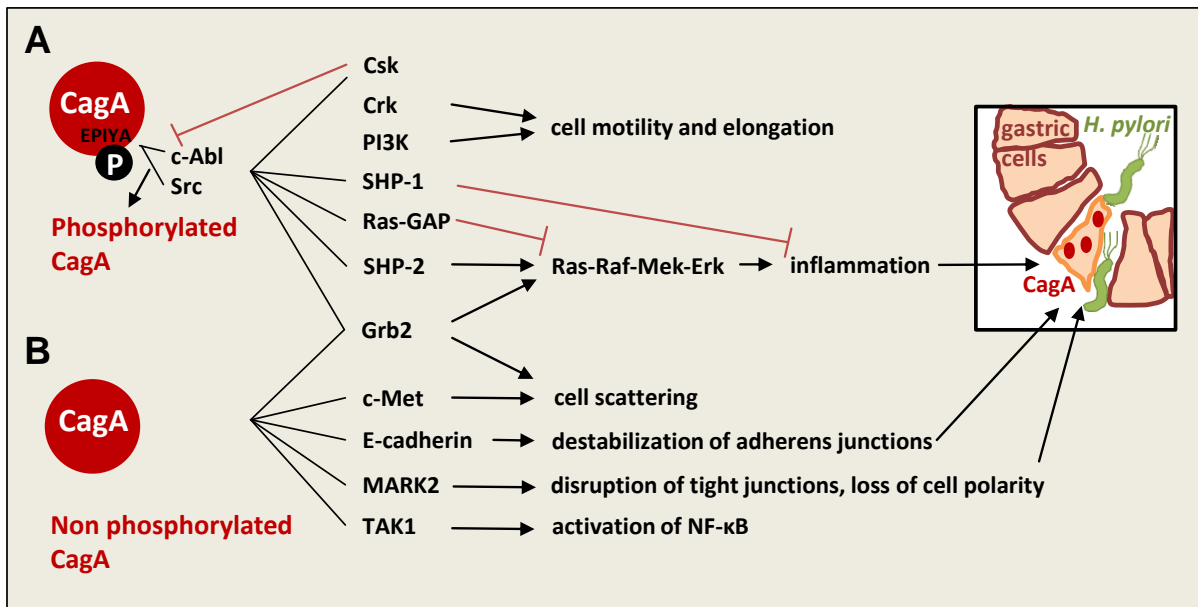 A
CagA
EPIYA
P
c-Abl
Src
Phosphorylated
CagA
Csk
Crk
PI3K
cell motility and elongation
SHP-1
Ras-GAP
SHP-2
Ras-Raf-Mek-Erk
inflammation
Grb2
gastric
cells
H. pylori
CagA
B
CagA
Non phosphorylated
CagA
c-Met
cell scattering
E-cadherin
destabilization of adherens junctions
MARK2
disruption of tight junctions, loss of cell polarity
TAK1
activation of NF-κB